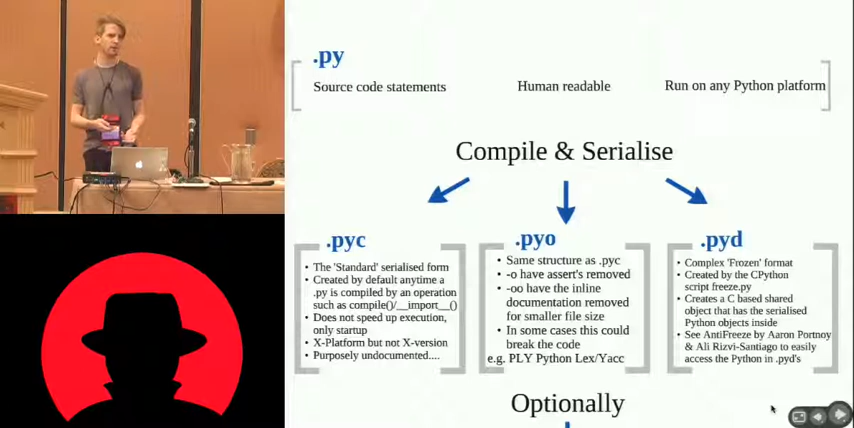 .py
Source code statements
Human readable
Run on any Python platform
Compile & Serialise
.pyc
• The 'Standard' serialised form
• Created by default anytime a
.py is compiled by an operation
such as compile()/__import__()
• Does not speed up execution,
only startup
• X-Platform but not X-version
• Purposely undocumented....
.pyo
• Same structure as .pyc
• -o have assert's removed
• -oo have the inline
documentation removed
for smaller file size
• In some cases this could
break the code
e.g. PLY Python Lex/Yacc
.pyd
• Complex 'Frozen' format
• Created by the CPython
script freeze.py
• Creates a C based shared
object that has the serialised
Python objects inside
• See AntiFreeze by Aaron Portnoy
& Ali Rizvi-Santiago to easily
access the Python in .pyd's
Optionally